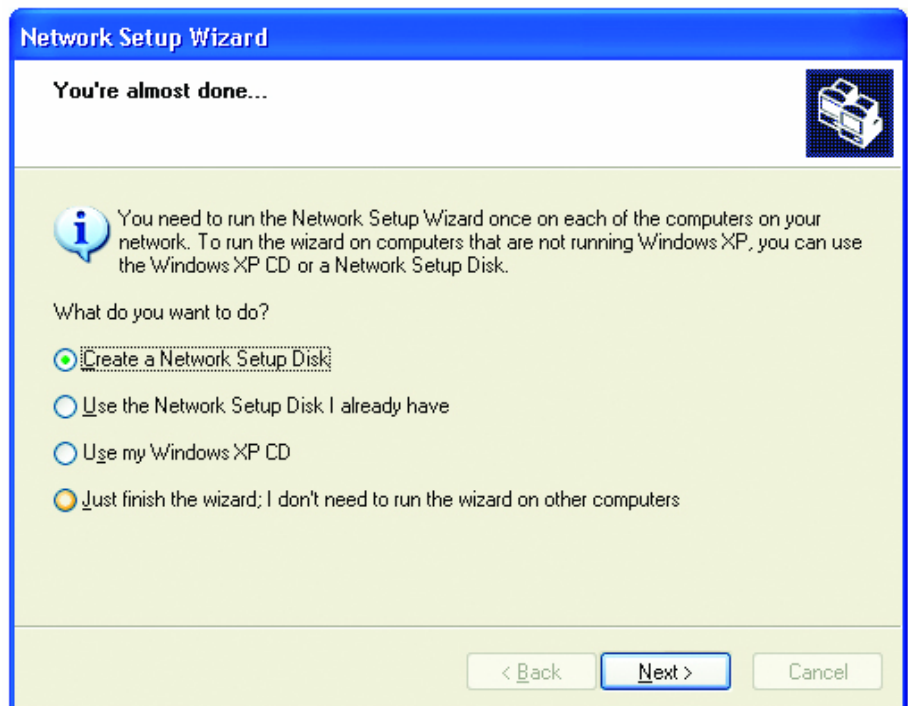 Network Setup Wizard
You're almost done...
You need to run the Network Setup Wizard once on each of the computers on your
network. To run the wizard on computers that are not running Windows XP, you can use
the Windows XP CD or a Network Setup Disk.
What do you want to do?
Create a Network Setup Disk
Use the Network Setup Disk I already have
Use my Windows XP CD
Just finish the wizard; I don't need to run the wizard on other computers
< Back
Next >
Cancel